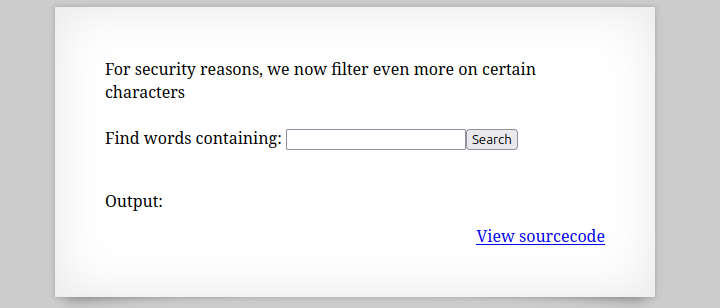 For security reasons, we now filter even more on certain
characters
Find words containing: Search
Output:
View sourcecode